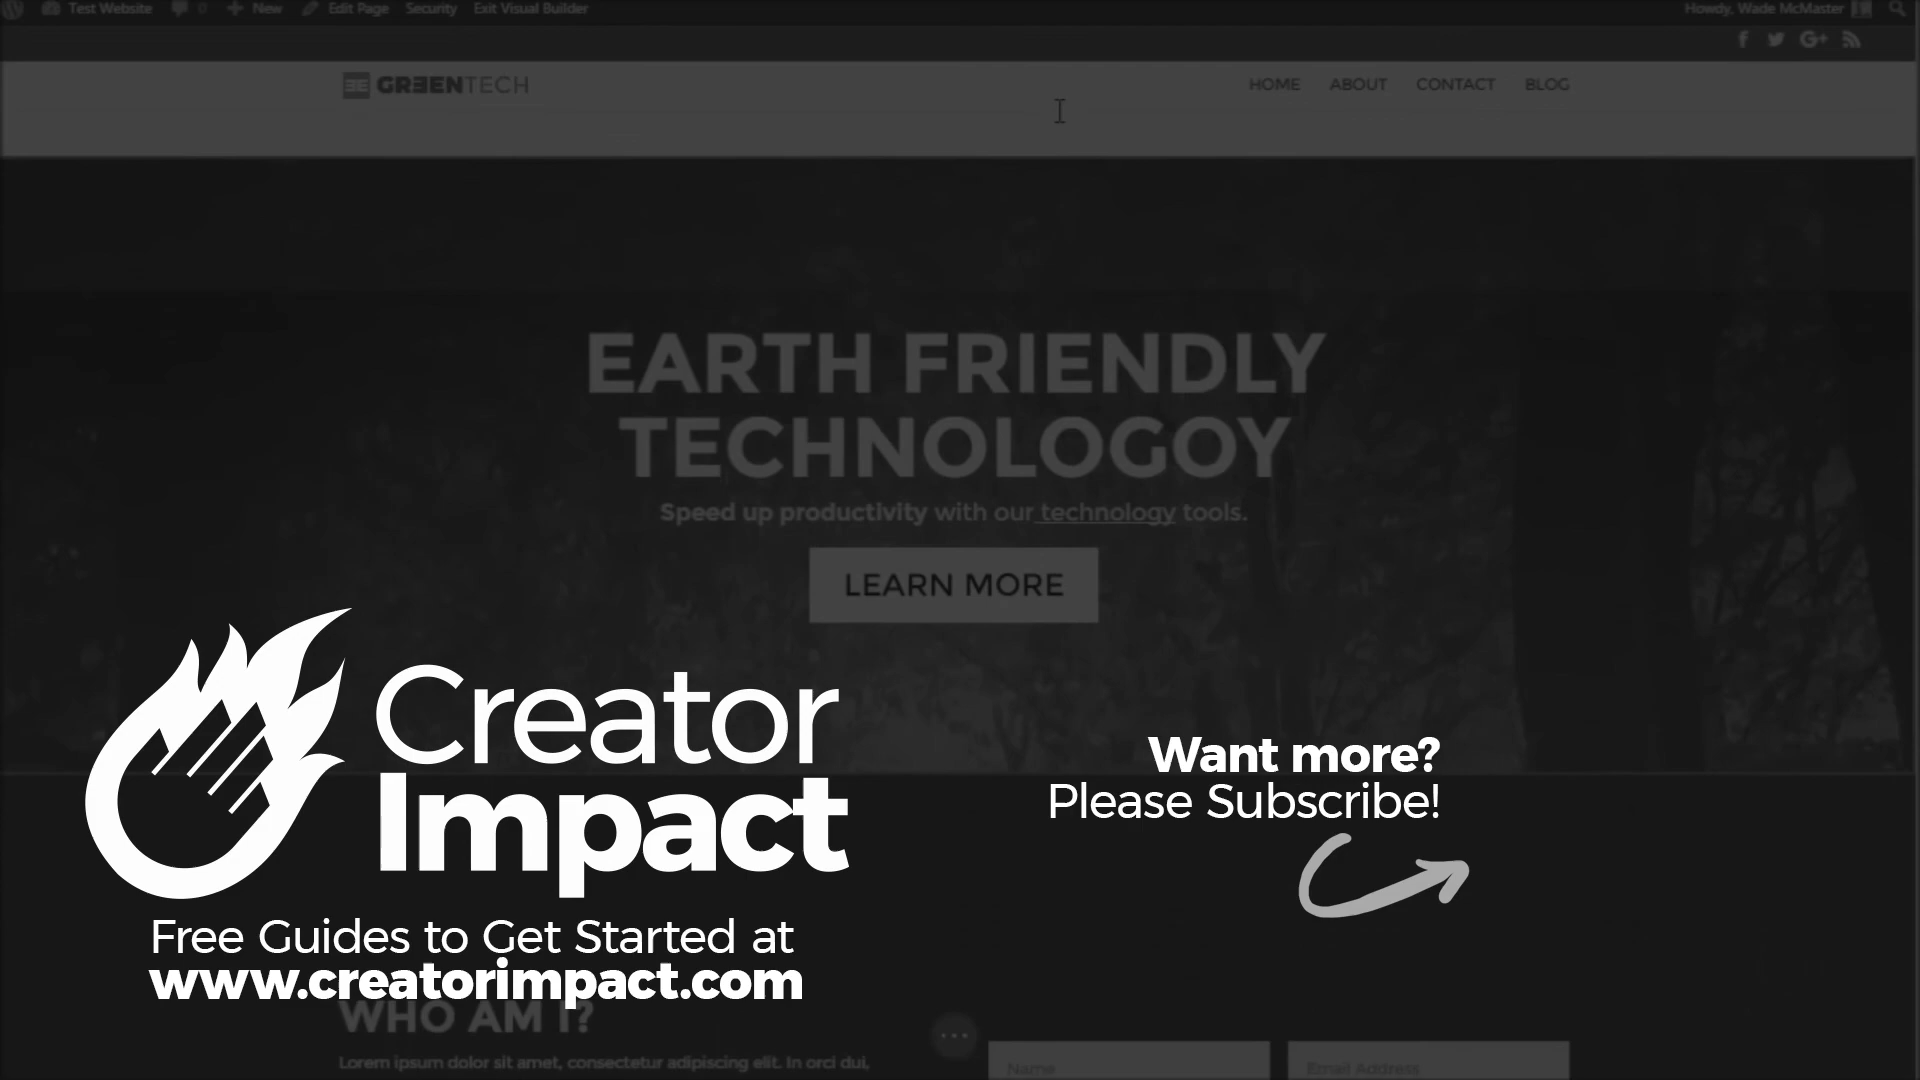 Test Website 0 New Edit Page Security Exit Visual Builder Howdy, Wade McMaster
f G+
GREENTECH HOME ABOUT CONTACT BLOG
EARTH FRIENDLY
TECHNOLOGOY
Speed up productivity with our technology tools.
LEARN MORE
Creator
Impact
Free Guides to Get Started at
www.creatorimpact.com
Want more?
Please Subscribe!
WHO AM I?
Lorem ipsum dolor sit amet, consectetur adipiscing elit. In orci dui,
Name Email Address